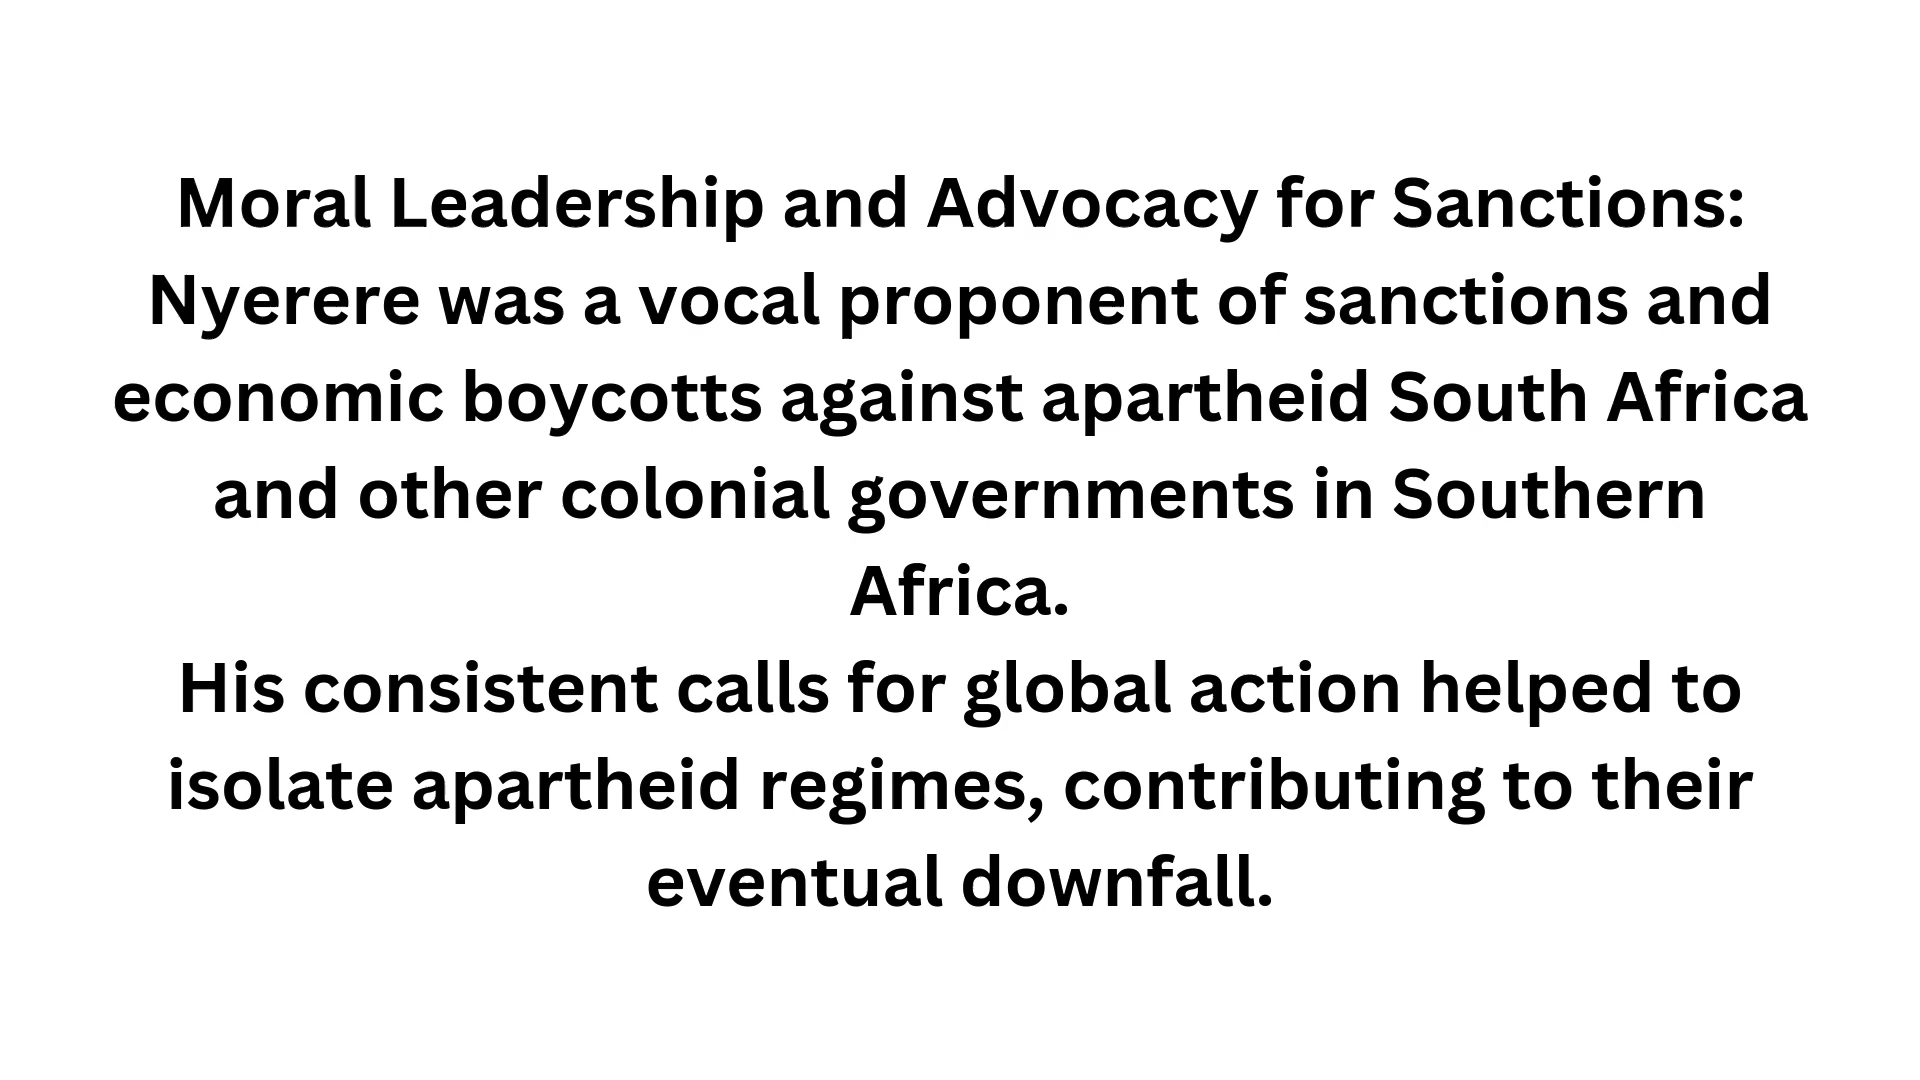 Moral Leadership and Advocacy for Sanctions:
Nyerere was a vocal proponent of sanctions and
economic boycotts against apartheid South Africa
and other colonial governments in Southern
Africa.
His consistent calls for global action helped to
isolate apartheid regimes, contributing to their
eventual downfall.